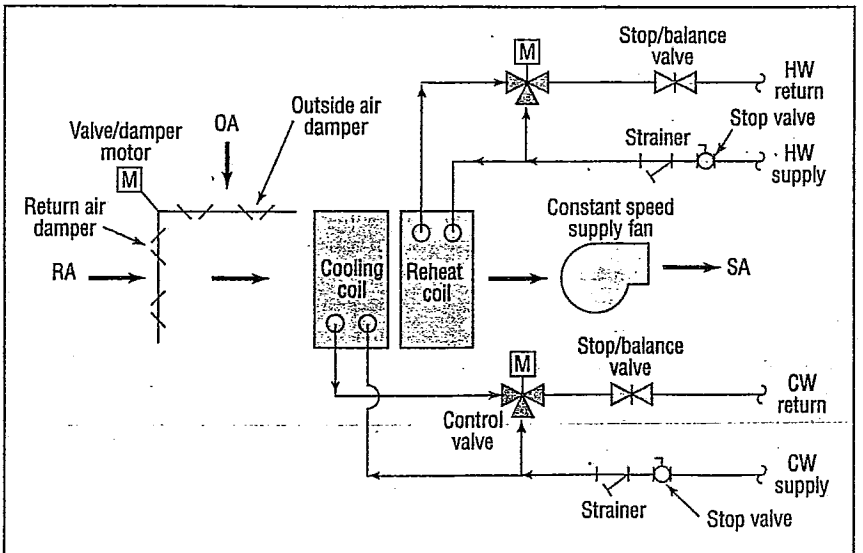 Stop/balance
valve
M
HW
return
Outside air
damper
OA
Valve/damper
motor
Stop valve
Strainer
HW
supply
M
Return air
damper
Constant speed
supply fan
RA
Cooling
coil
Reheat
coil
SA
M
Stop/balance
valve
CW
return
Control
valve
CW
supply
Strainer
Stop valve